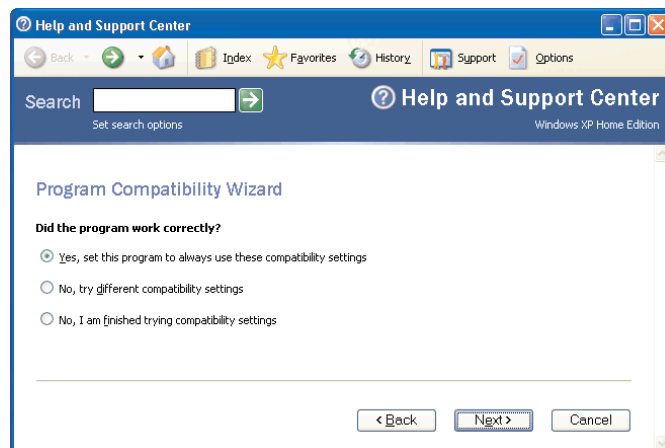 Help and Support Center
Back Index Favorites History Support Options
Search Help and Support Center
Set search options Windows XP Home Edition
Program Compatibility Wizard
Did the program work correctly?
Yes, set this program to always use these compatibility settings
No, try different compatibility settings
No, I am finished trying compatibility settings
< Back Next > Cancel